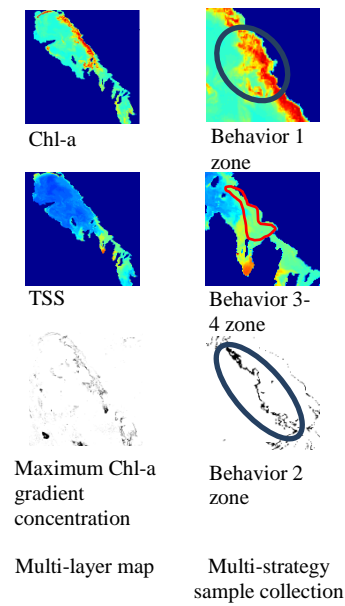 Chl-a
Behavior 1
zone
TSS
Behavior 3-
4 zone
Maximum Chl-a
gradient
concentration
Behavior 2
zone
Multi-layer map
Multi-strategy
sample collection